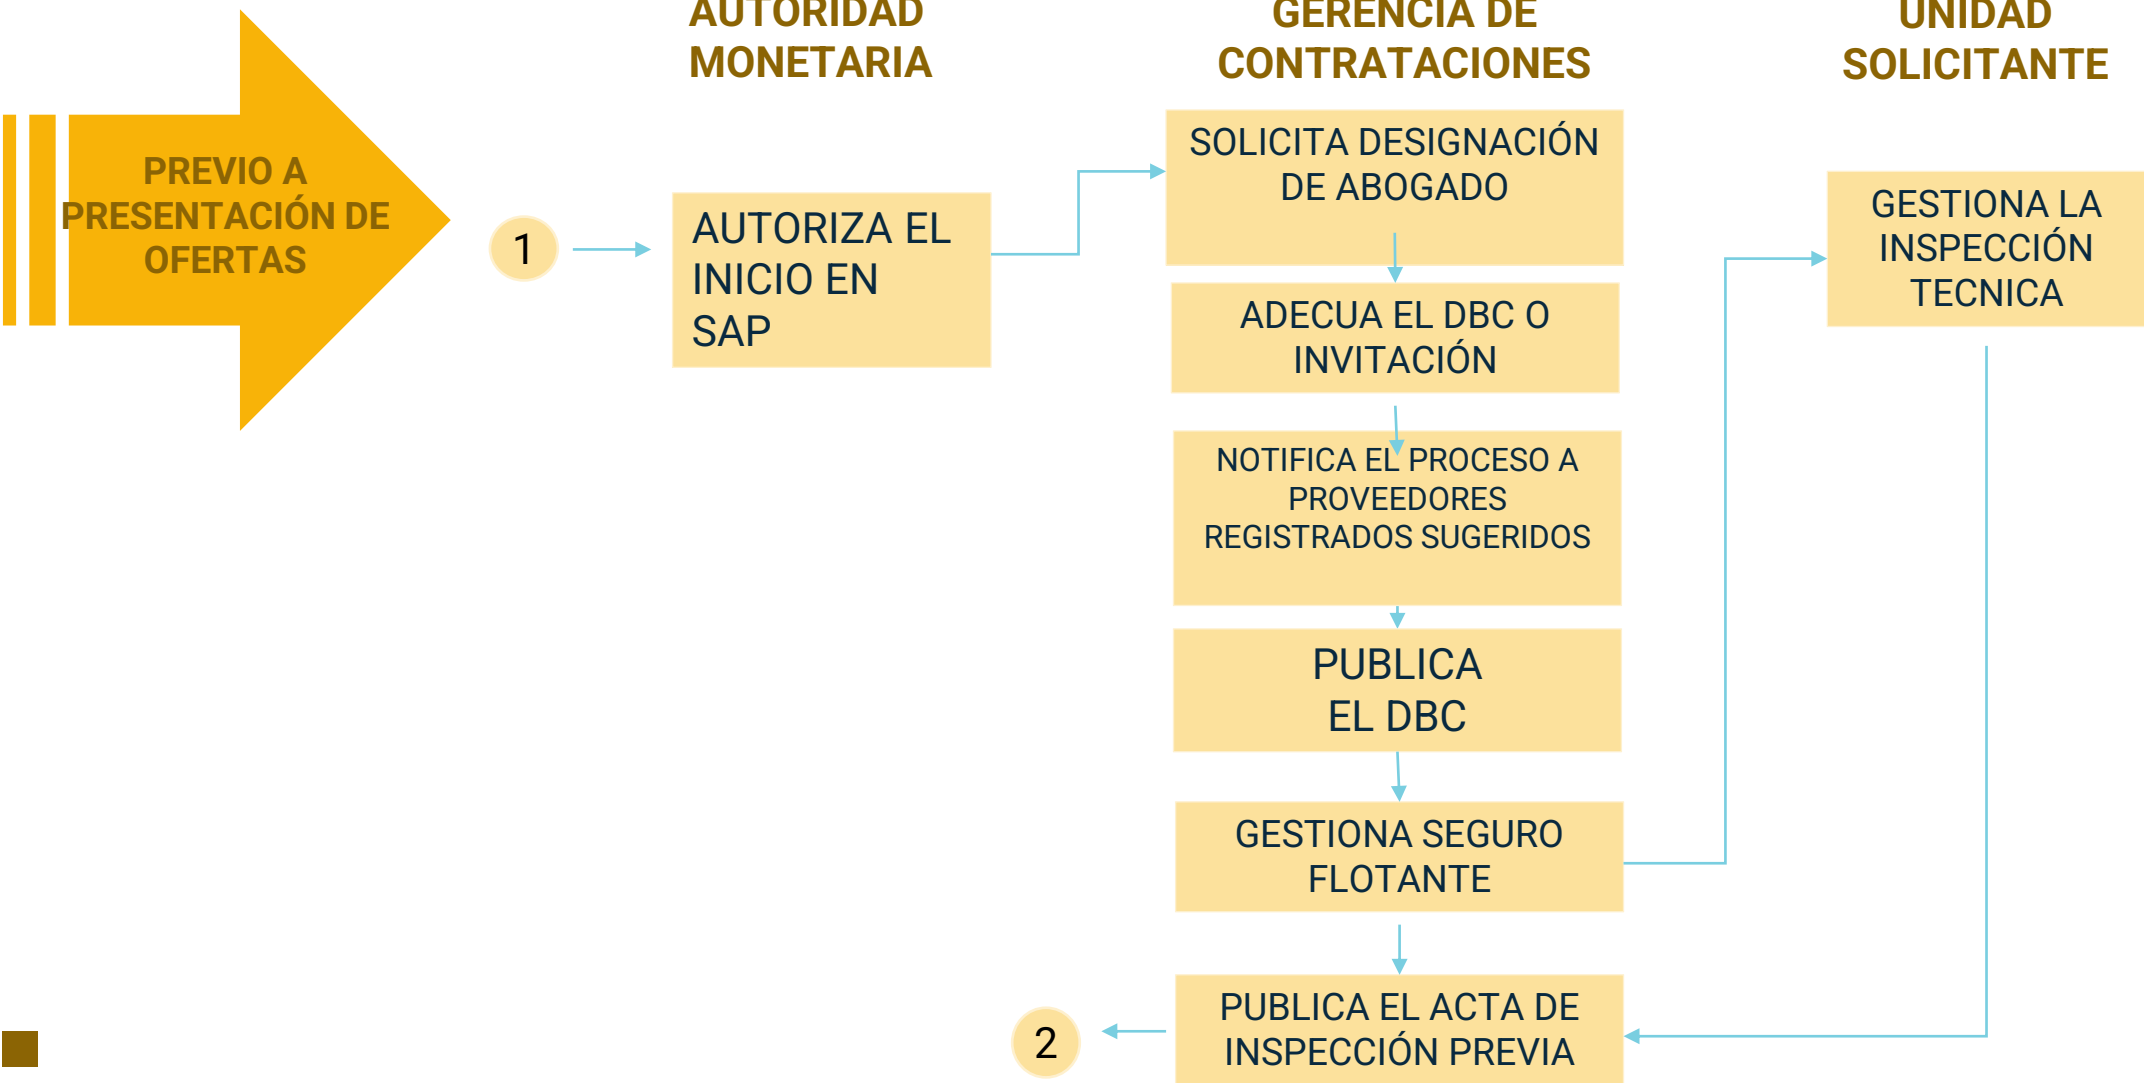 AUTORIDAD
MONETARIA
GERENCIA DE
CONTRATACIONES
UNIDAD
SOLICITANTE
PREVIO A
PRESENTACIÓN DE
OFERTAS
1
AUTORIZA EL
INICIO EN
SAP
SOLICITA DESIGNACIÓN
DE ABOGADO
ADECUA EL DBC O
INVITACIÓN
NOTIFICA EL PROCESO A
PROVEEDORES
REGISTRADOS SUGERIDOS
PUBLICA
EL DBC
GESTIONA SEGURO
FLOTANTE
PUBLICA EL ACTA DE
INSPECCIÓN PREVIA
GESTIONA LA
INSPECCIÓN
TECNICA
2